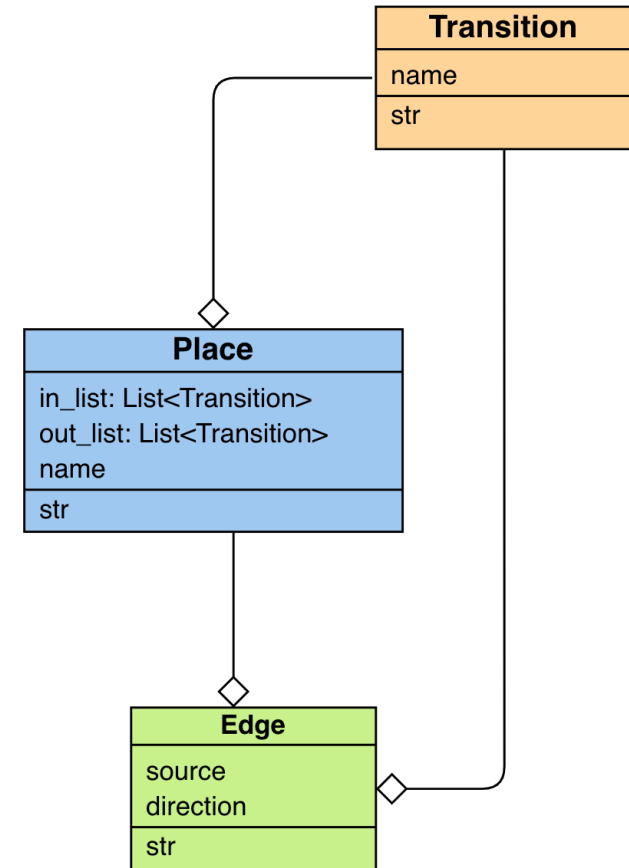 Transition
name
str
Place
in_list: List<Transition>
out_list: List<Transition>
name
str
Edge
source
direction
str